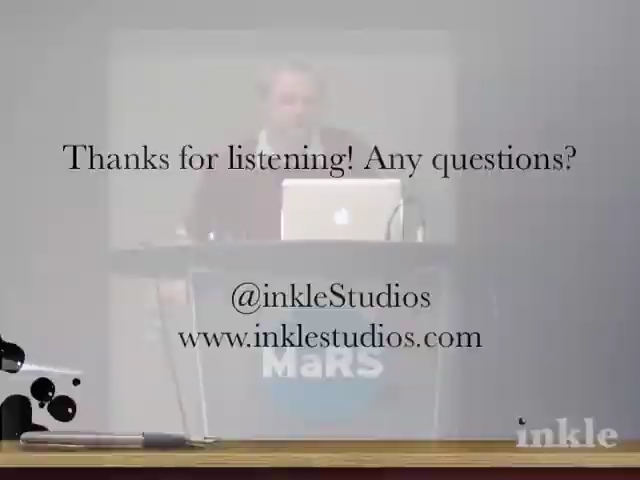 Thanks for listening! Any questions?
@inkleStudios
www.inklestudios.com
MaRS
inkle